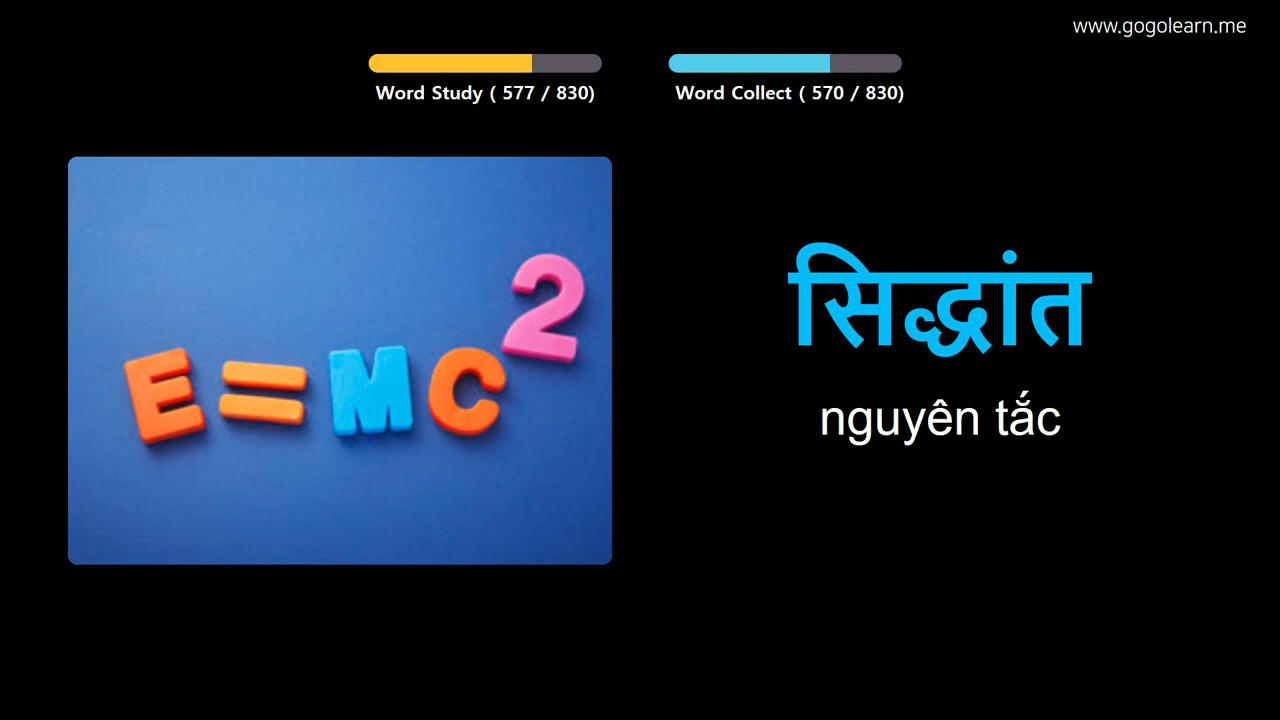 www.gogolearn.me
Word Study ( 577 / 830)
Word Collect ( 570 / 830)
E=MC²
सिद्धांत
nguyên tắc